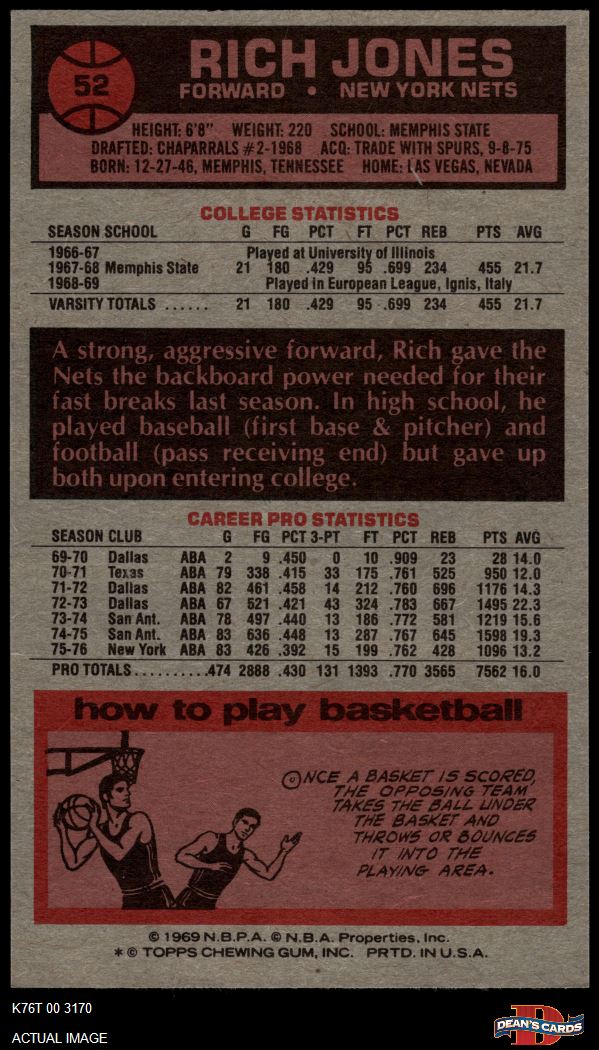 52
RICH JONES
FORWARD • NEW YORK NETS
HEIGHT: 6'8" WEIGHT: 220 SCHOOL: MEMPHIS STATE
DRAFTED: CHAPARRALS #2-1968 ACQ: TRADE WITH SPURS, 9-8-75
BORN: 12-27-46, MEMPHIS, TENNESSEE HOME: LAS VEGAS, NEVADA
COLLEGE STATISTICS
SEASON SCHOOL G FG PCT FT PCT REB PTS AVG
1966-67 Played at University of Illinois
1967-68 Memphis State 21 180 .429 95 .699 234 455 21.7
1968-69 Played in European League, Ignis, Italy
VARSITY TOTALS ...... 21 180 .429 95 .699 234 455 21.7
A strong, aggressive forward, Rich gave the
Nets the backboard power needed for their
fast breaks last season. In high school, he
played baseball (first base & pitcher) and
football (pass receiving end) but gave up
both upon entering college.
CAREER PRO STATISTICS
SEASON CLUB G FG PCT 3-PT FT PCT REB PTS AVG
69-70 Dallas ABA 2 9 .450 0 10 .909 23 28 14.0
70-71 Texas ABA 79 338 .415 33 175 .761 525 950 12.0
71-72 Dallas ABA 82 461 .458 14 212 .760 696 1176 14.3
72-73 Dallas ABA 67 521 .421 43 324 .783 667 1495 22.3
73-74 San Ant. ABA 78 497 .440 13 186 .772 581 1219 15.6
74-75 San Ant. ABA 83 636 .448 13 287 .767 645 1598 19.3
75-76 New York ABA 83 426 .392 15 199 .762 428 1096 13.2
PRO TOTALS..........474 2888 .430 131 1393 .770 3565 7562 16.0
how to play basketball
ONCE A BASKET IS SCORED,
THE OPPOSING TEAM
TAKES THE BALL UNDER
THE BASKET AND
THROWS OR BOUNCES
IT INTO THE
PLAYING AREA.
© 1969 N.B.P.A. © N.B.A. Properties, Inc.
* © TOPPS CHEWING GUM, INC. PRTD. IN U.S.A.
K76T 00 3170
ACTUAL IMAGE
D
DEAN'S CARDS